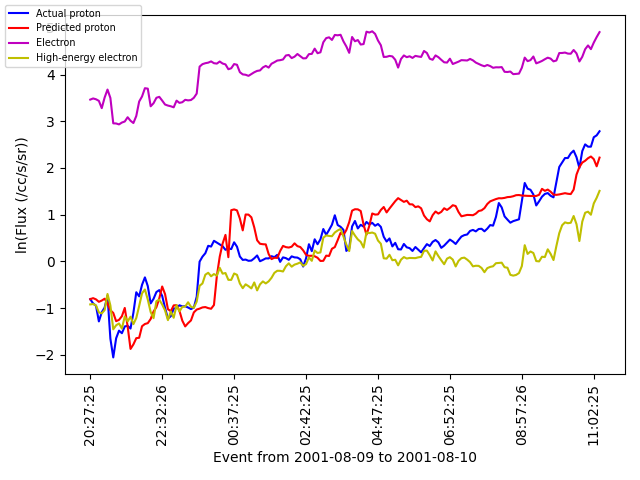 Actual proton
Predicted proton
Electron
High-energy electron
ln(Flux (/cc/s/sr))
4
3
2
1
0
−1
−2
20:27:25
22:32:26
00:37:25
02:42:25
04:47:25
06:52:25
08:57:26
11:02:25
Event from 2001-08-09 to 2001-08-10